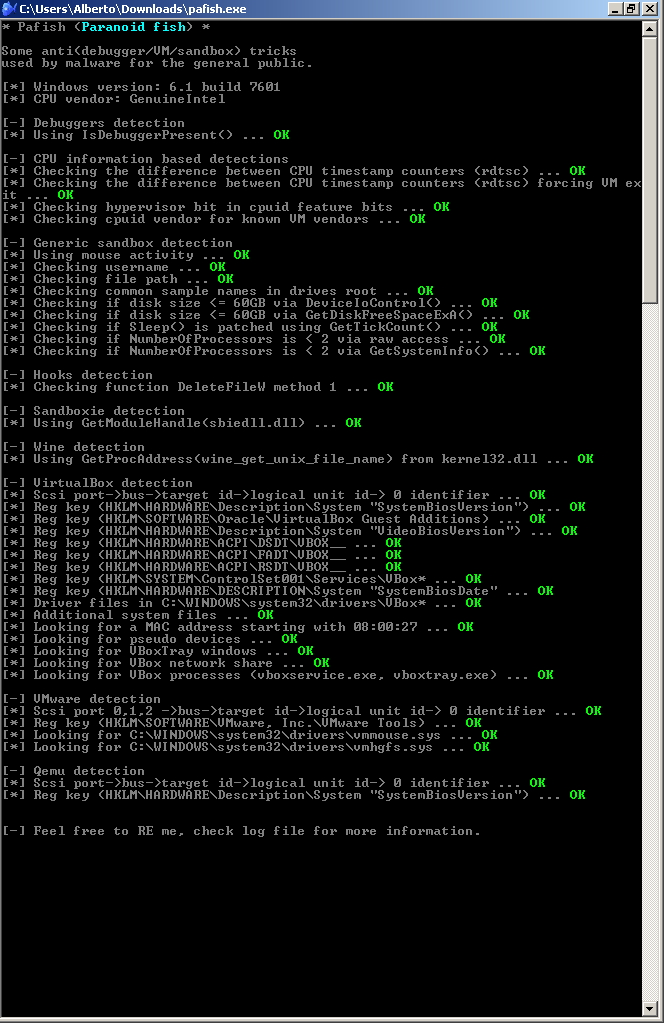 C:\Users\Alberto\Downloads\pafish.exe
* Pafish (Paranoid fish) *
Some anti(debugger/VM/sandbox) tricks
used by malware for the general public.
[*] Windows version: 6.1 build 7601
[*] CPU vendor: GenuineIntel
[-] Debuggers detection
[*] Using IsDebuggerPresent() ... OK
[-] CPU information based detections
[*] Checking the difference between CPU timestamp counters (rdtsc) ... OK
[*] Checking the difference between CPU timestamp counters (rdtsc) forcing VM ex
it ... OK
[*] Checking hypervisor bit in cpuid feature bits ... OK
[*] Checking cpuid vendor for known VM vendors ... OK
[-] Generic sandbox detection
[*] Using mouse activity ... OK
[*] Checking username ... OK
[*] Checking file path ... OK
[*] Checking common sample names in drives root ... OK
[*] Checking if disk size <= 60GB via DeviceIoControl() ... OK
[*] Checking if disk size <= 60GB via GetDiskFreeSpaceExA() ... OK
[*] Checking if Sleep() is patched using GetTickCount() ... OK
[*] Checking if NumberOfProcessors is < 2 via raw access ... OK
[*] Checking if NumberOfProcessors is < 2 via GetSystemInfo() ... OK
[-] Hooks detection
[*] Checking function DeleteFileW method 1 ... OK
[-] Sandboxie detection
[*] Using GetModuleHandle(sbiedll.dll) ... OK
[-] Wine detection
[*] Using GetProcAddress(wine_get_unix_file_name) from kernel32.dll ... OK
[-] VirtualBox detection
[*] Scsi port->bus->target id->logical unit id-> 0 identifier ... OK
[*] Reg key (HKLM\HARDWARE\Description\System "SystemBiosVersion") ... OK
[*] Reg key (HKLM\SOFTWARE\Oracle\VirtualBox Guest Additions) ... OK
[*] Reg key (HKLM\HARDWARE\Description\System "VideoBiosVersion") ... OK
[*] Reg key (HKLM\HARDWARE\ACPI\DSDT\VBOX__ ... OK
[*] Reg key (HKLM\HARDWARE\ACPI\FADT\VBOX__ ... OK
[*] Reg key (HKLM\HARDWARE\ACPI\RSDT\VBOX__ ... OK
[*] Reg key (HKLM\SYSTEM\ControlSet001\Services\VBox* ... OK
[*] Reg key (HKLM\HARDWARE\DESCRIPTION\System "SystemBiosDate" ... OK
[*] Driver files in C:\WINDOWS\system32\drivers\VBox* ... OK
[*] Additional system files ... OK
[*] Looking for a MAC address starting with 08:00:27 ... OK
[*] Looking for pseudo devices ... OK
[*] Looking for VBoxTray windows ... OK
[*] Looking for VBox network share ... OK
[*] Looking for VBox processes (vboxservice.exe, vboxtray.exe) ... OK
[-] VMware detection
[*] Scsi port 0,1,2 ->bus->target id->logical unit id-> 0 identifier ... OK
[*] Reg key (HKLM\SOFTWARE\VMware, Inc.\VMware Tools) ... OK
[*] Looking for C:\WINDOWS\system32\drivers\vmmouse.sys ... OK
[*] Looking for C:\WINDOWS\system32\drivers\vmhgfs.sys ... OK
[-] Qemu detection
[*] Scsi port->bus->target id->logical unit id-> 0 identifier ... OK
[*] Reg key (HKLM\HARDWARE\Description\System "SystemBiosVersion") ... OK
[-] Feel free to RE me, check log file for more information.